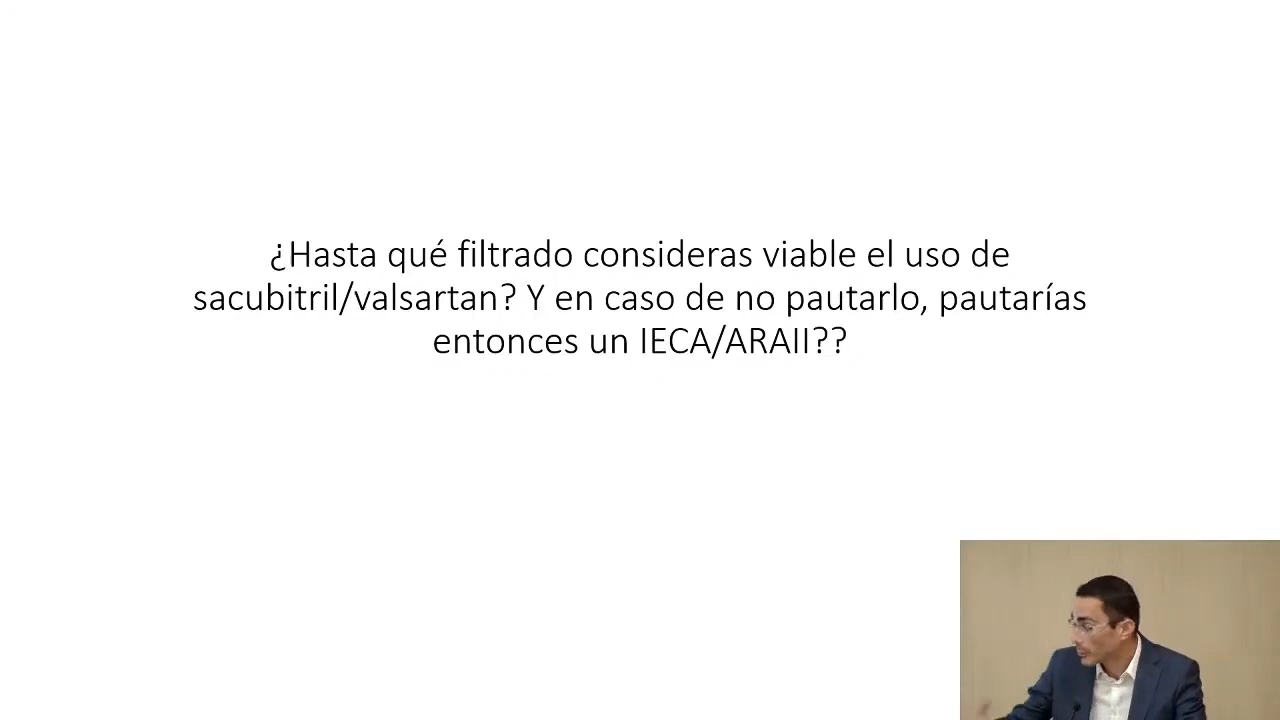 ¿Hasta qué filtrado consideras viable el uso de
sacubitril/valsartan? Y en caso de no pautarlo, pautarías
entonces un IECA/ARAII??